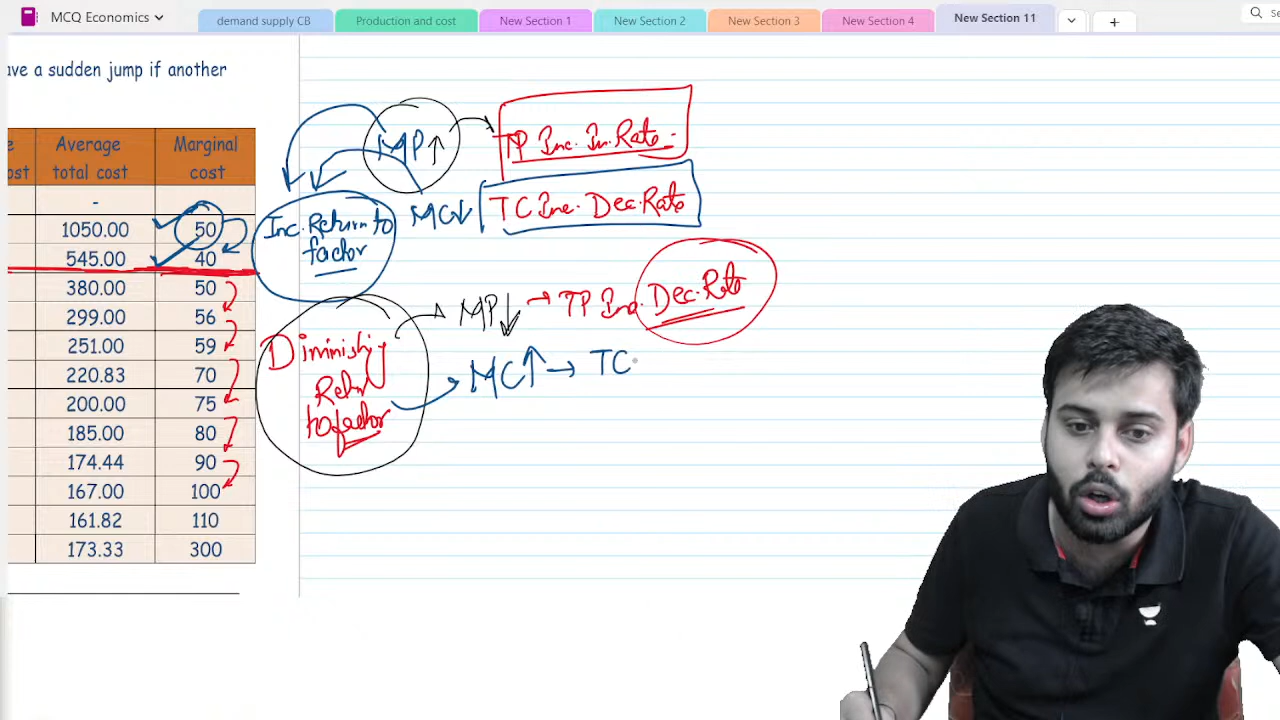 MCQ Economics
demand supply CB
Production and cost
New Section 1
New Section 2
New Section 3
New Section 4
New Section 11
ave a sudden jump if another
Average total cost Marginal cost
-
1050.00 50
545.00 40
380.00 50
299.00 56
251.00 59
220.83 70
200.00 75
185.00 80
174.44 90
167.00 100
161.82 110
173.33 300
MP↑ TP Inc. In. Rate
MC↓ TC Inc. Dec. Rate
Inc. Return to
factor
MP↓ → TP Inc. Dec. Rate
Diminishing
Return
to factor
MC↑ → TC